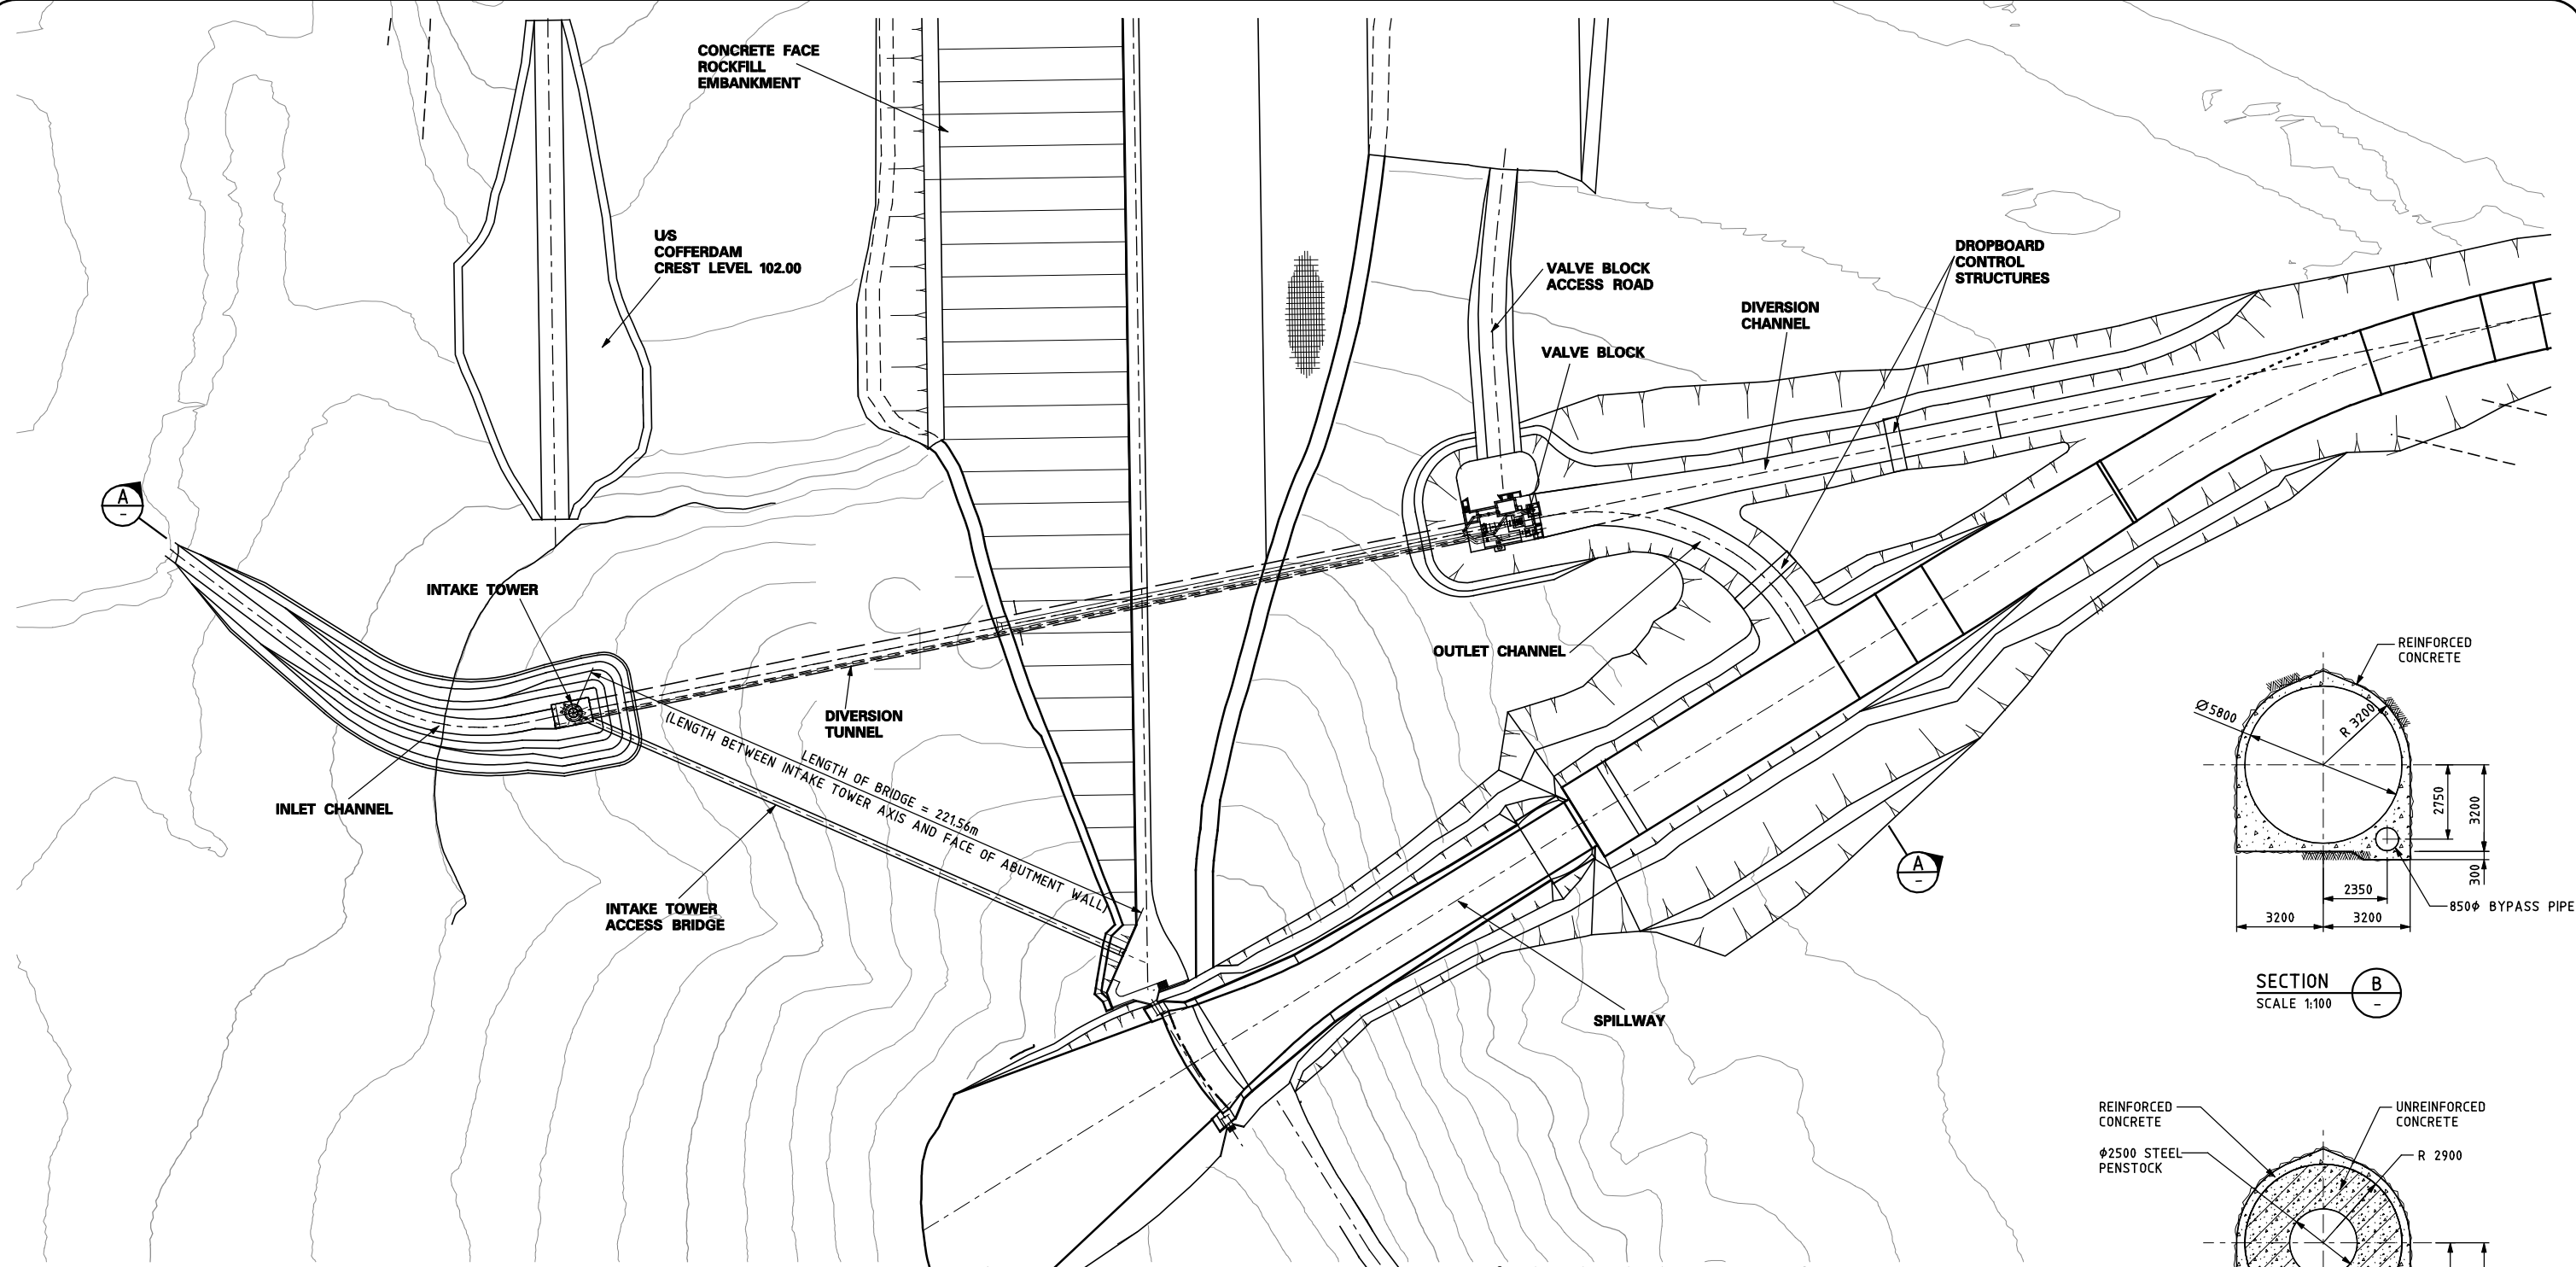 CONCRETE FACE
ROCKFILL
EMBANKMENT
U/S
COFFERDAM
CREST LEVEL 102.00
VALVE BLOCK
ACCESS ROAD
VALVE BLOCK
DIVERSION
CHANNEL
DROPBOARD
CONTROL
STRUCTURES
A
-
INTAKE TOWER
INLET CHANNEL
DIVERSION
TUNNEL
LENGTH OF BRIDGE = 221.56m
(LENGTH BETWEEN INTAKE TOWER AXIS AND FACE OF ABUTMENT WALL)
INTAKE TOWER
ACCESS BRIDGE
OUTLET CHANNEL
SPILLWAY
A
-
REINFORCED
CONCRETE
Ø5800
R 3200
2750
3200
300
2350
850ϕ BYPASS PIPE
3200
3200
SECTION
B
SCALE 1:100
-
REINFORCED
CONCRETE
UNREINFORCED
CONCRETE
ϕ2500 STEEL
PENSTOCK
R 2900